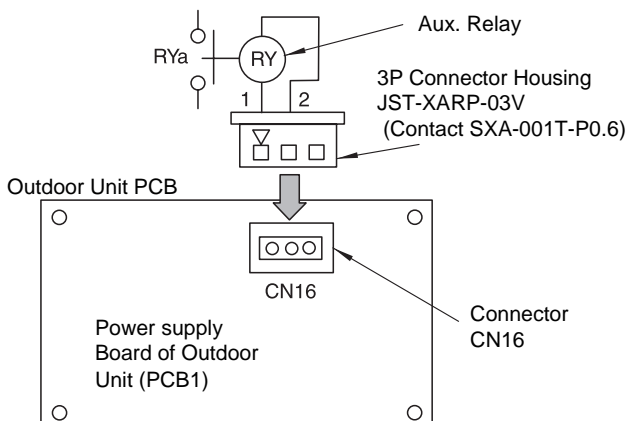 Aux. Relay
RYa
RY
1 2
3P Connector Housing
JST-XARP-03V
(Contact SXA-001T-P0.6)
Outdoor Unit PCB
CN16
Connector
CN16
Power supply
Board of Outdoor
Unit (PCB1)